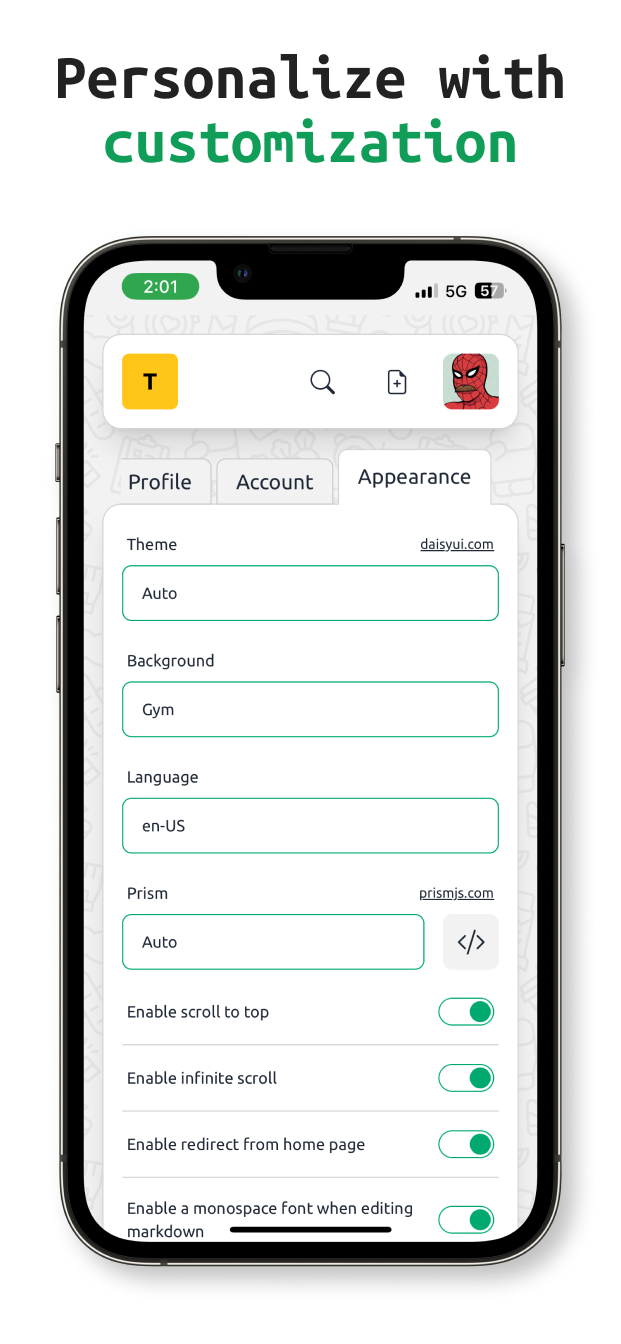 Personalize with
customization
2:01
5G 57
T
Profile
Account
Appearance
Theme
daisyui.com
Auto
Background
Gym
Language
en-US
Prism
prismjs.com
Auto
</>
Enable scroll to top
Enable infinite scroll
Enable redirect from home page
Enable a monospace font when editing
markdown